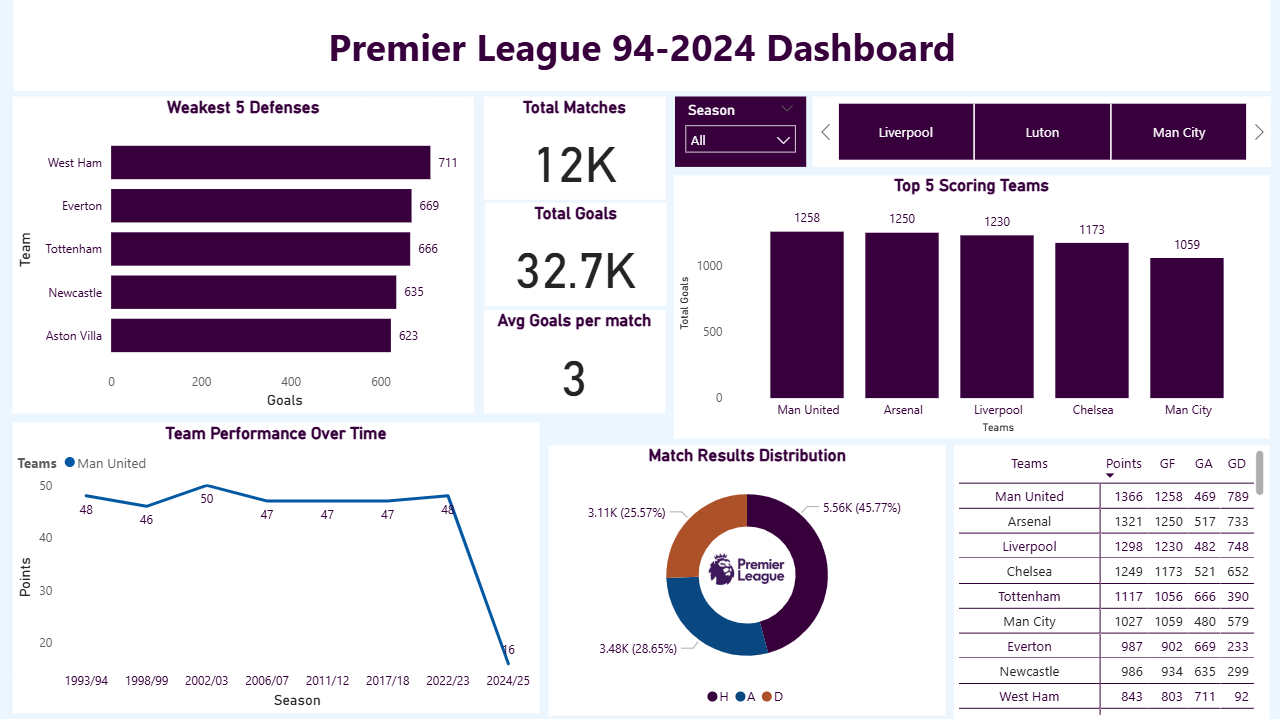 Premier League 94-2024 Dashboard
Weakest 5 Defenses
Team
West Ham 711
Everton 669
Tottenham 666
Newcastle 635
Aston Villa 623
0 200 400 600
Goals
Total Matches
12K
Total Goals
32.7K
Avg Goals per match
3
Season
All
Liverpool Luton Man City
Top 5 Scoring Teams
Total Goals
1258 1250 1230 1173 1059
1000
500
0
Man United Arsenal Liverpool Chelsea Man City
Teams
Team Performance Over Time
Teams Man United
Points
50
40
30
20
48 46 50 47 47 47 48 16
1993/94 1998/99 2002/03 2006/07 2011/12 2017/18 2022/23 2024/25
Season
Match Results Distribution
3.11K (25.57%) 5.56K (45.77%)
Premier
League
3.48K (28.65%)
H A D
Teams Points GF GA GD
Man United 1366 1258 469 789
Arsenal 1321 1250 517 733
Liverpool 1298 1230 482 748
Chelsea 1249 1173 521 652
Tottenham 1117 1056 666 390
Man City 1027 1059 480 579
Everton 987 902 669 233
Newcastle 986 934 635 299
West Ham 843 803 711 92